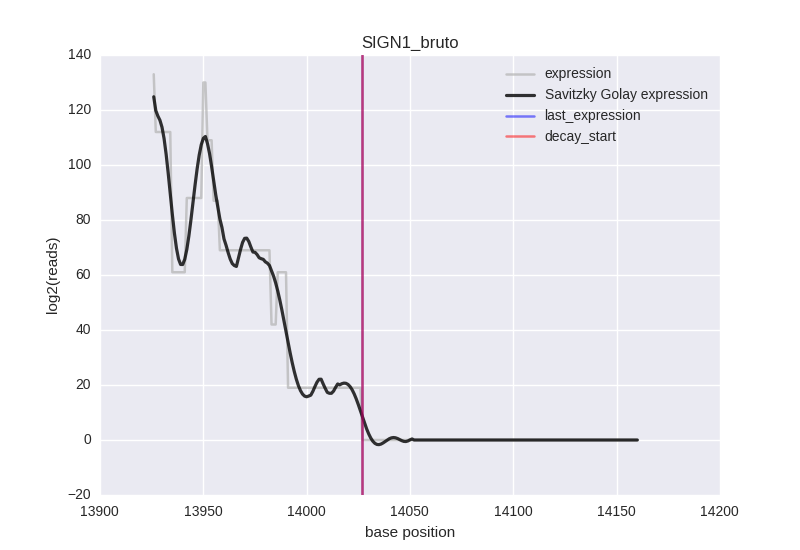 SIGN1_bruto
140
120
100
80
60
40
20
0
−20
log2(reads)
expression
Savitzky Golay expression
last_expression
decay_start
13900 13950 14000 14050 14100 14150 14200
base position